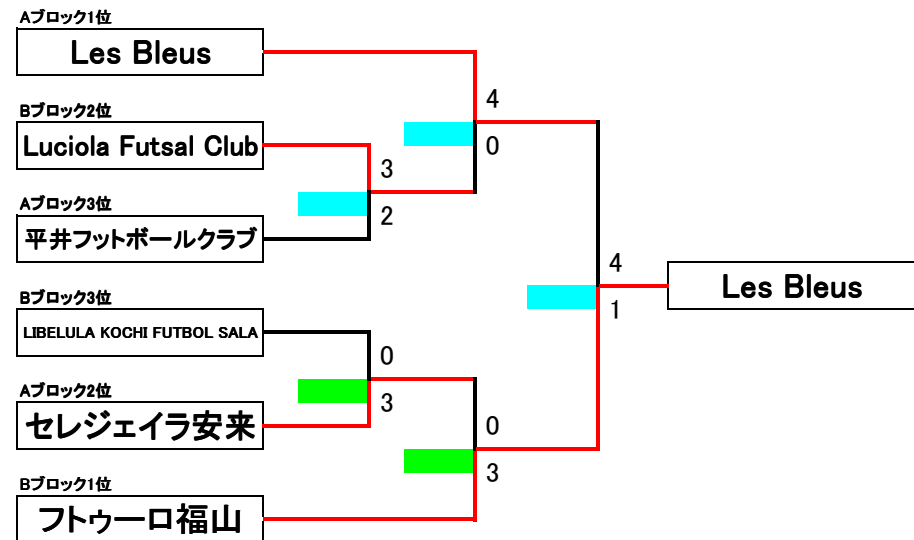 Aブロック1位
Les Bleus
Bブロック2位
Luciola Futsal Club
Aブロック3位
平井フットボールクラブ
Bブロック3位
LIBELULA KOCHI FUTBOL SALA
Aブロック2位
セレジェイラ安来
Bブロック1位
フトゥーロ福山
3
2
0
3
4
0
0
3
4
1
Les Bleus